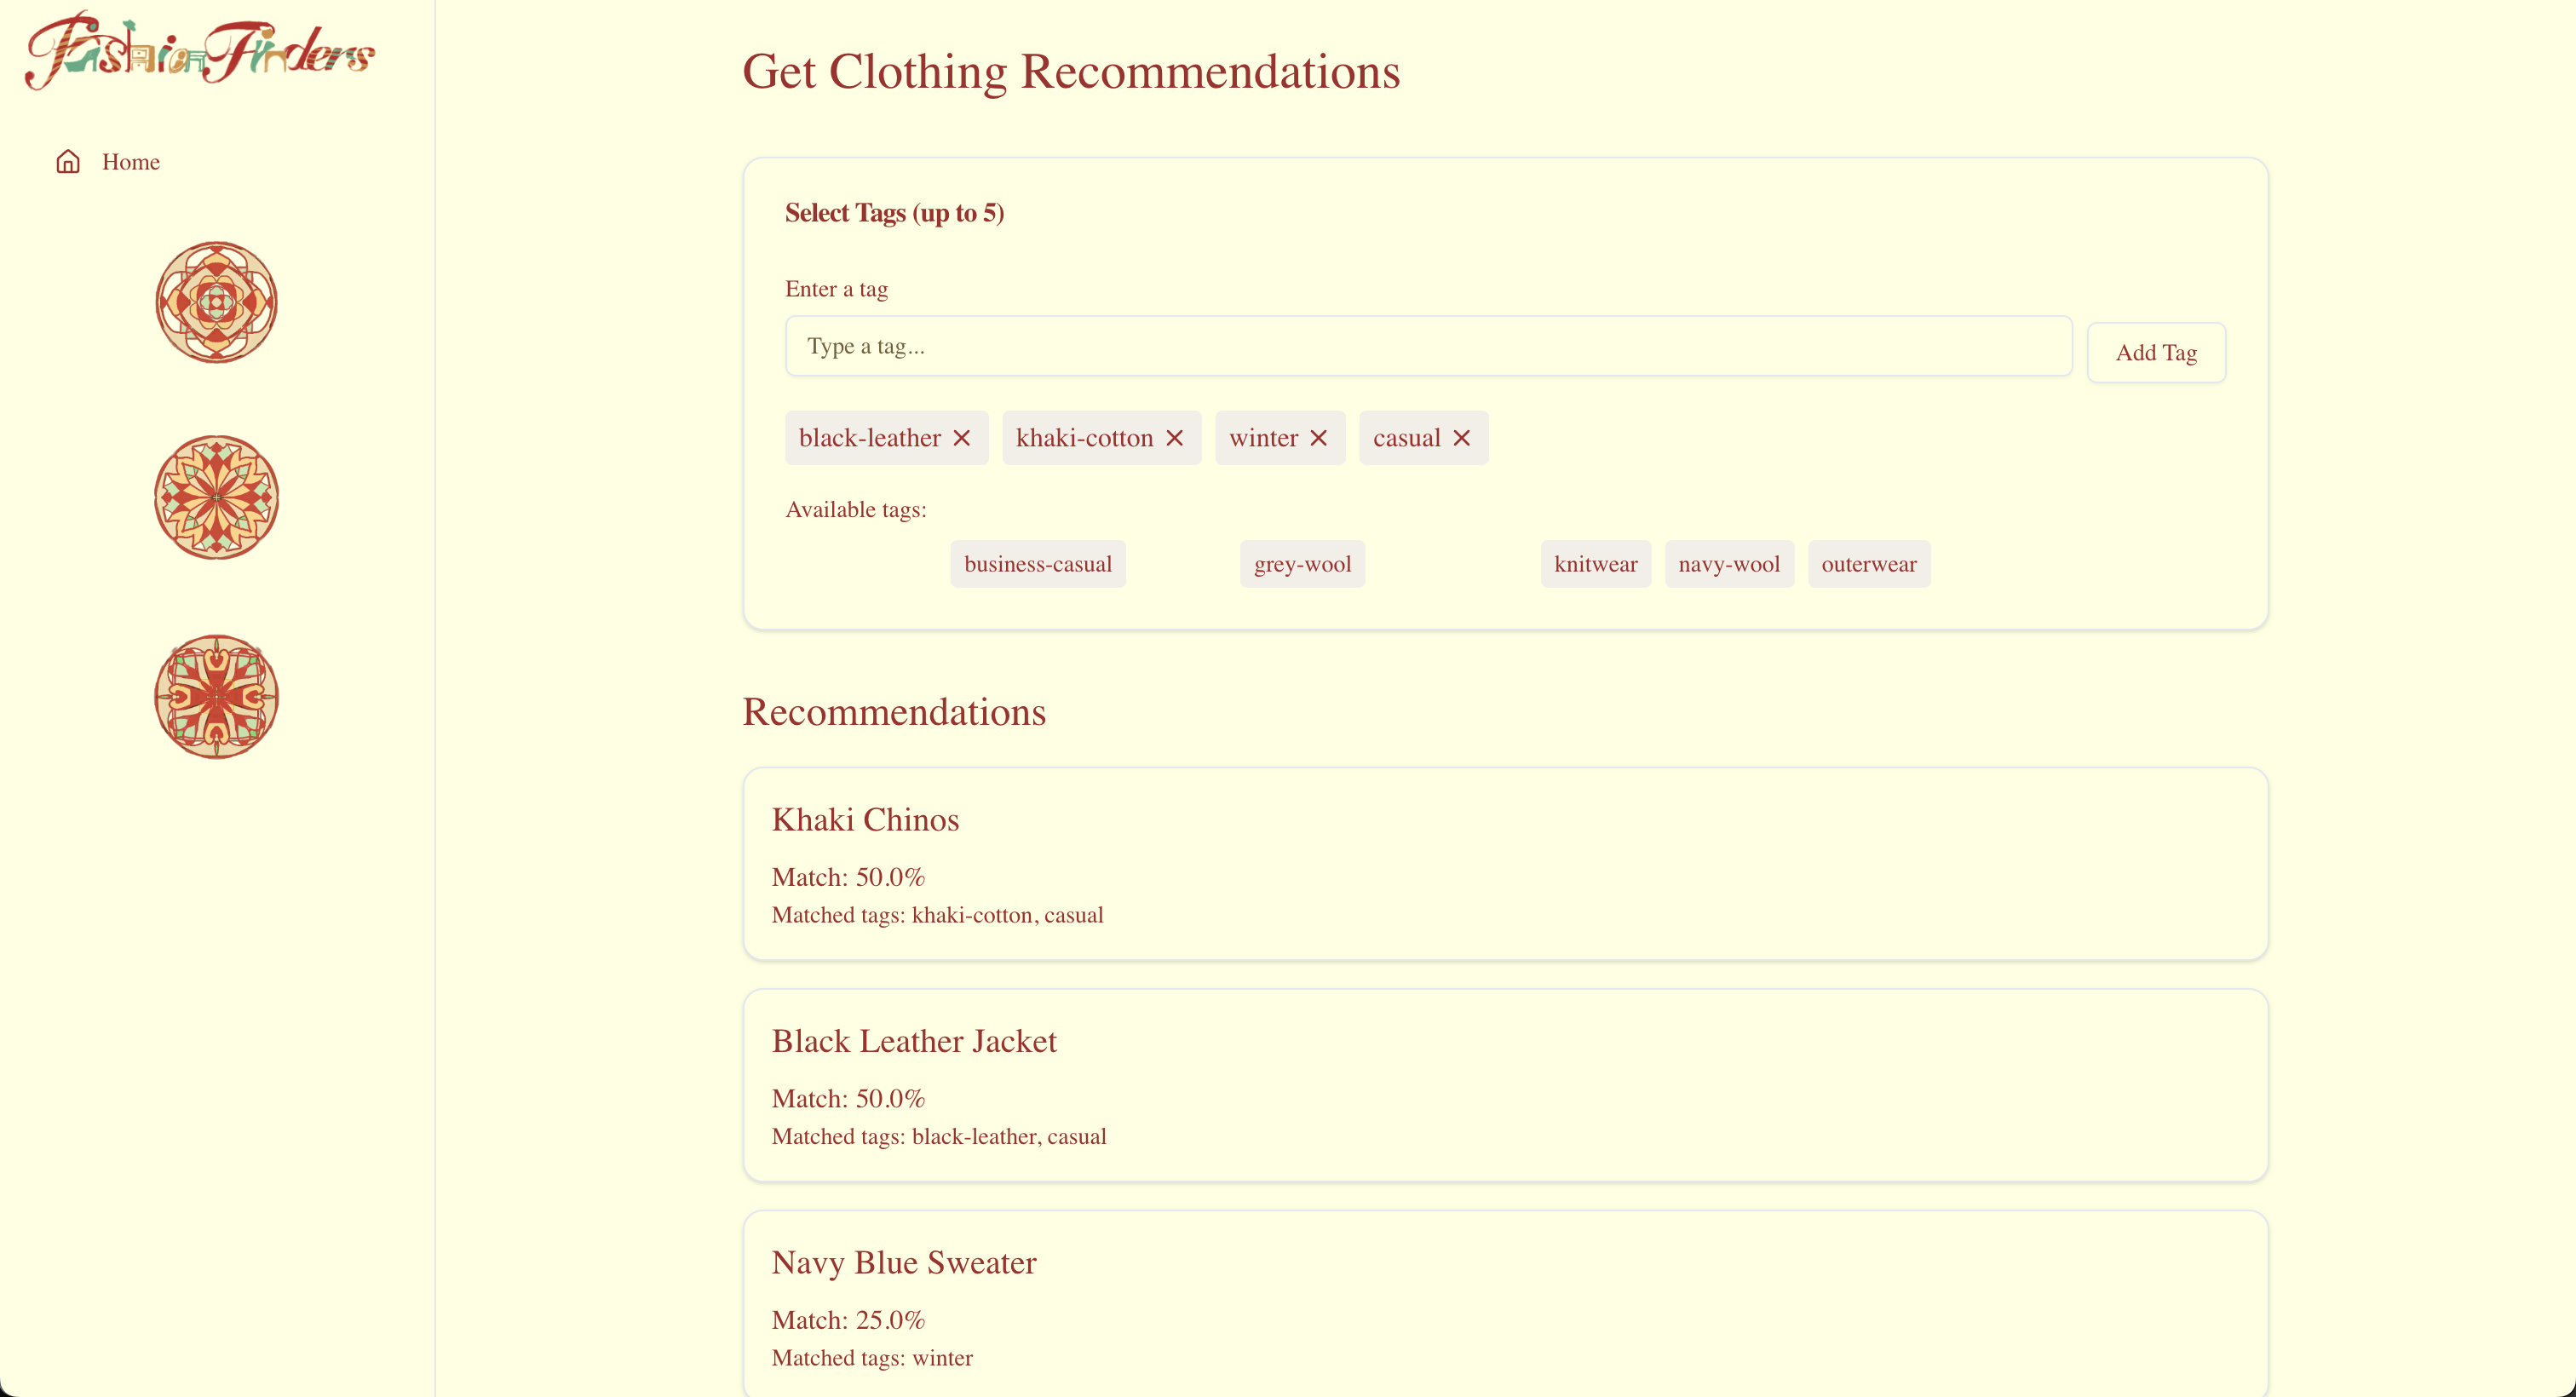 Fashion Finders
Home
Get Clothing Recommendations
Select Tags (up to 5)
Enter a tag
Type a tag...
Add Tag
black-leather
khaki-cotton
winter
casual
Available tags:
business-casual
grey-wool
knitwear
navy-wool
outerwear
Recommendations
Khaki Chinos
Match: 50.0%
Matched tags: khaki-cotton, casual
Black Leather Jacket
Match: 50.0%
Matched tags: black-leather, casual
Navy Blue Sweater
Match: 25.0%
Matched tags: winter